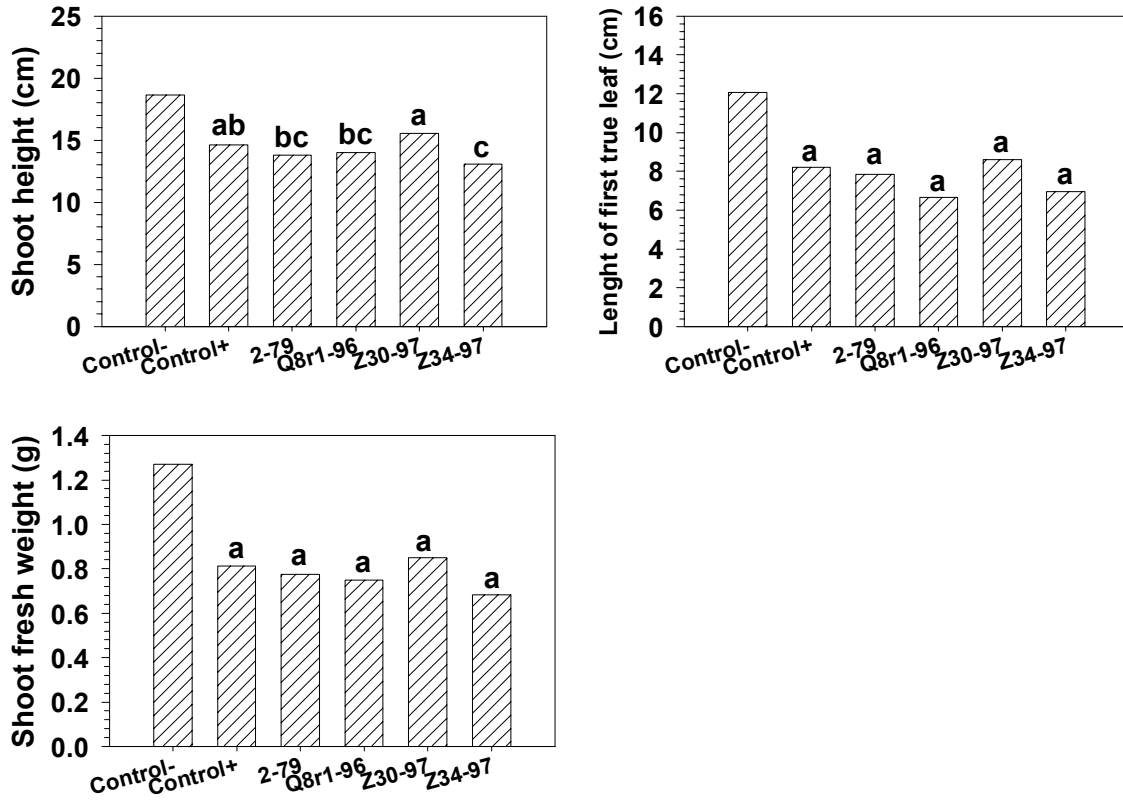 Shoot height (cm)
25
20
15
10
5
0
ab
bc
bc
a
c
Control-
Control+
2-79
Q8r1-96
Z30-97
Z34-97
Lenght of first true leaf (cm)
16
14
12
10
8
6
4
2
0
a
a
a
a
a
Control-
Control+
2-79
Q8r1-96
Z30-97
Z34-97
Shoot fresh weight (g)
1.4
1.2
1.0
0.8
0.6
0.4
0.2
0.0
a
a
a
a
a
Control-
Control+
2-79
Q8r1-96
Z30-97
Z34-97